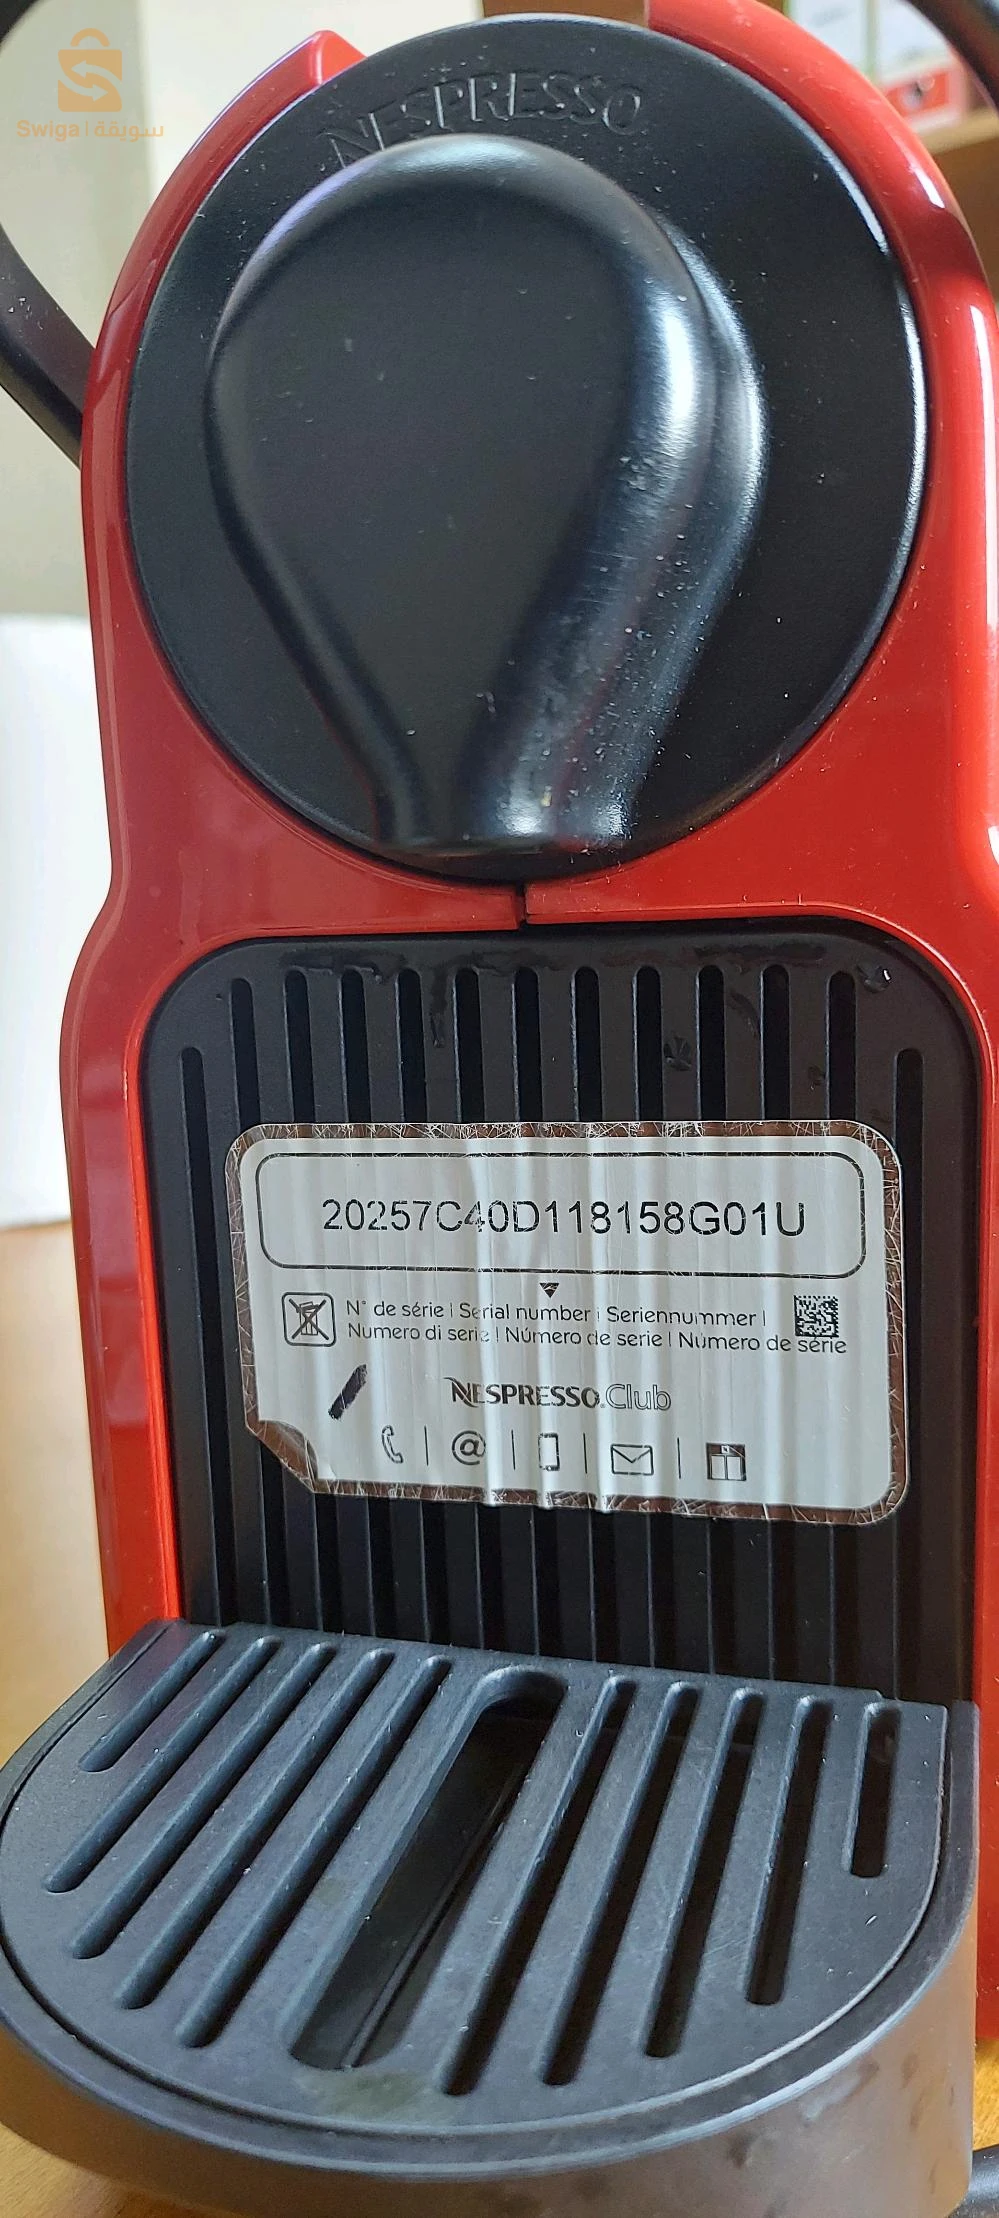 Swiga | سويقة
NESPRESSO
20257C40D118158G01U
N° de série | Serial number | Seriennummer |
Numero di serie | Número de serie | Número de série
NESPRESSO.Club